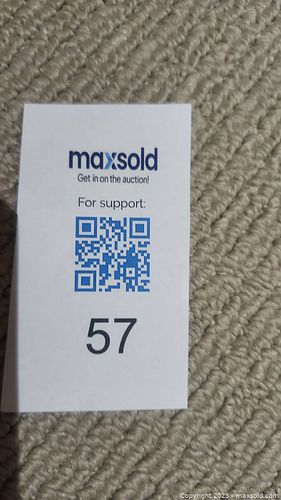 maxsold
Get in on the auction!
For support:
57
Copyright 2025 - maxsold.com